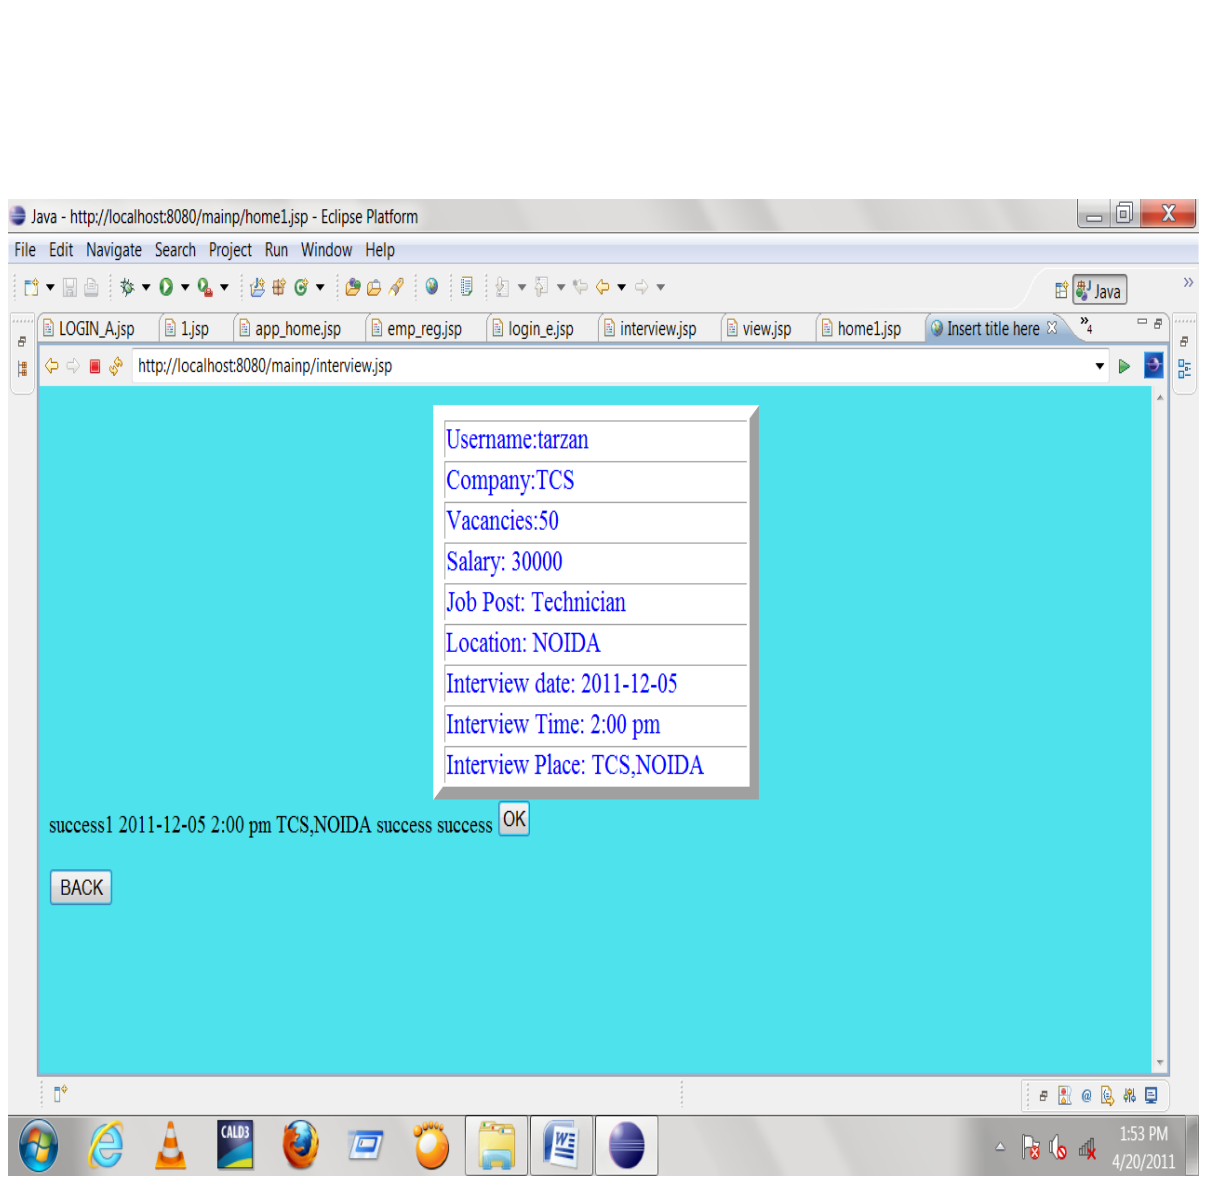 Java - http://localhost:8080/mainp/home1.jsp - Eclipse Platform
File Edit Navigate Search Project Run Window Help
Java
LOGIN_A.jsp 1.jsp app_home.jsp emp_reg.jsp login_e.jsp interview.jsp view.jsp home1.jsp Insert title here »4
http://localhost:8080/mainp/interview.jsp
Username:tarzan
Company:TCS
Vacancies:50
Salary: 30000
Job Post: Technician
Location: NOIDA
Interview date: 2011-12-05
Interview Time: 2:00 pm
Interview Place: TCS,NOIDA
success1 2011-12-05 2:00 pm TCS,NOIDA success success OK
BACK
CALD3
1:53 PM
4/20/2011